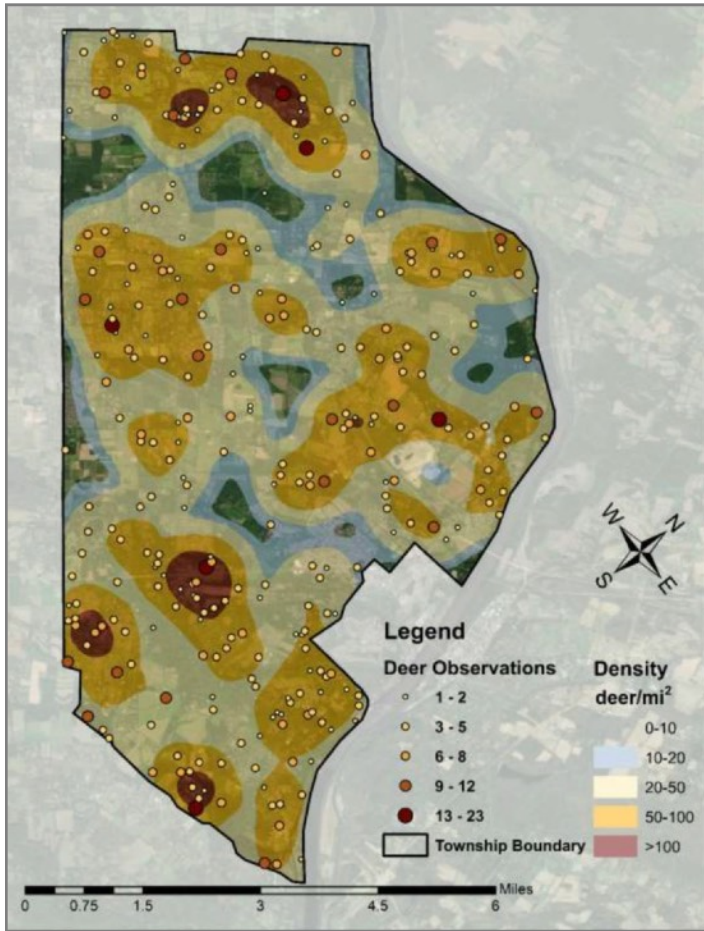 W
N
S
E
Legend
Deer Observations
1 - 2
3 - 5
6 - 8
9 - 12
13 - 23
Township Boundary
Density
deer/mi²
0-10
10-20
20-50
50-100
>100
Miles
0 0.75 1.5 3 4.5 6